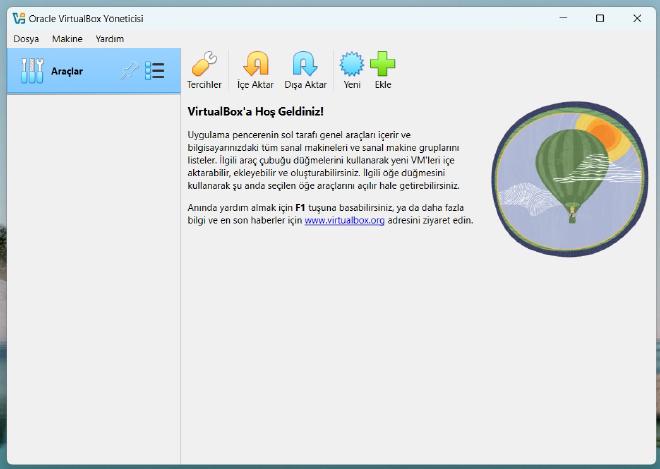 Oracle VirtualBox Yöneticisi
Dosya Makine Yardım
Araçlar
Tercihler İçe Aktar Dışa Aktar Yeni Ekle
VirtualBox'a Hoş Geldiniz!
Uygulama pencerenin sol tarafı genel araçları içerir ve
bilgisayarınızdaki tüm sanal makineleri ve sanal makine gruplarını
listeler. İlgili araç çubuğu düğmelerini kullanarak yeni VM'leri içe
aktarabilir, ekleyebilir ve oluşturabilirsiniz. İlgili öğe düğmesini
kullanarak şu anda seçilen öğe araçlarını açılır hale getirebilirsiniz.
Anında yardım almak için F1 tuşuna basabilirsiniz, ya da daha fazla
bilgi ve en son haberler için www.virtualbox.org adresini ziyaret edin.